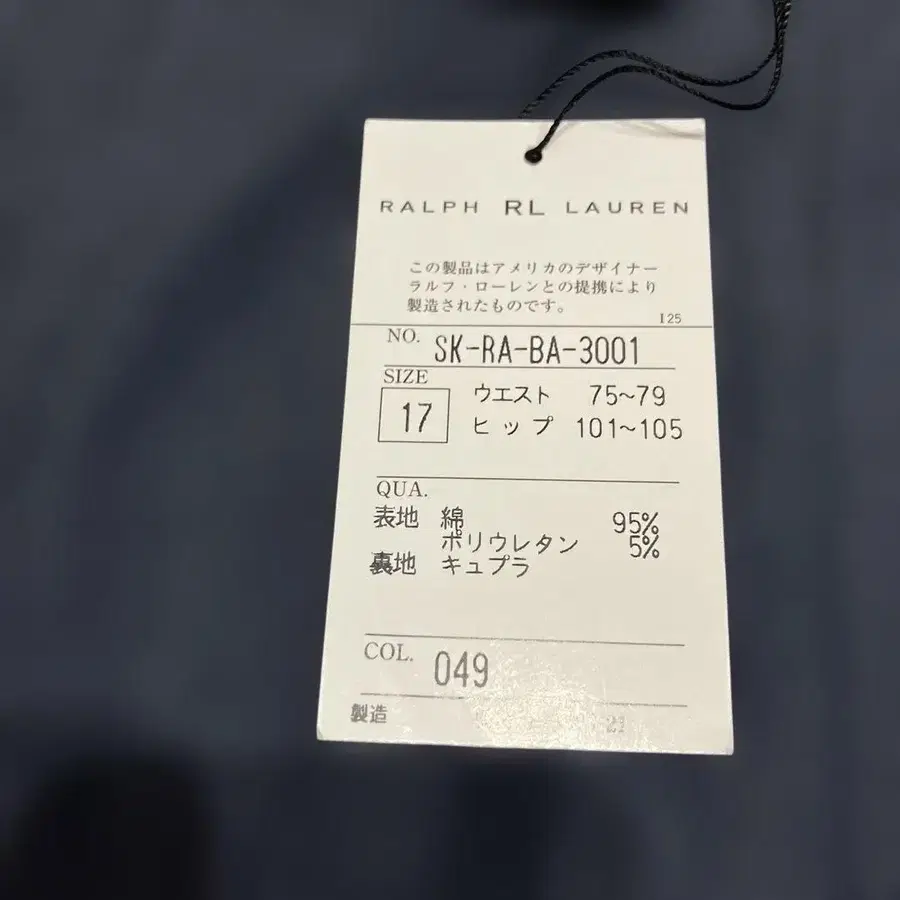 RALPH RL LAUREN
この製品はアメリカのデザイナー
ラルフ・ローレンとの提携により
製造されたものです。
I25
NO. SK-RA-BA-3001
SIZE
17 ウエスト 75~79
ヒップ 101~105
QUA.
表地 綿 95%
ポリウレタン 5%
裏地 キュプラ
COL. 049
製造